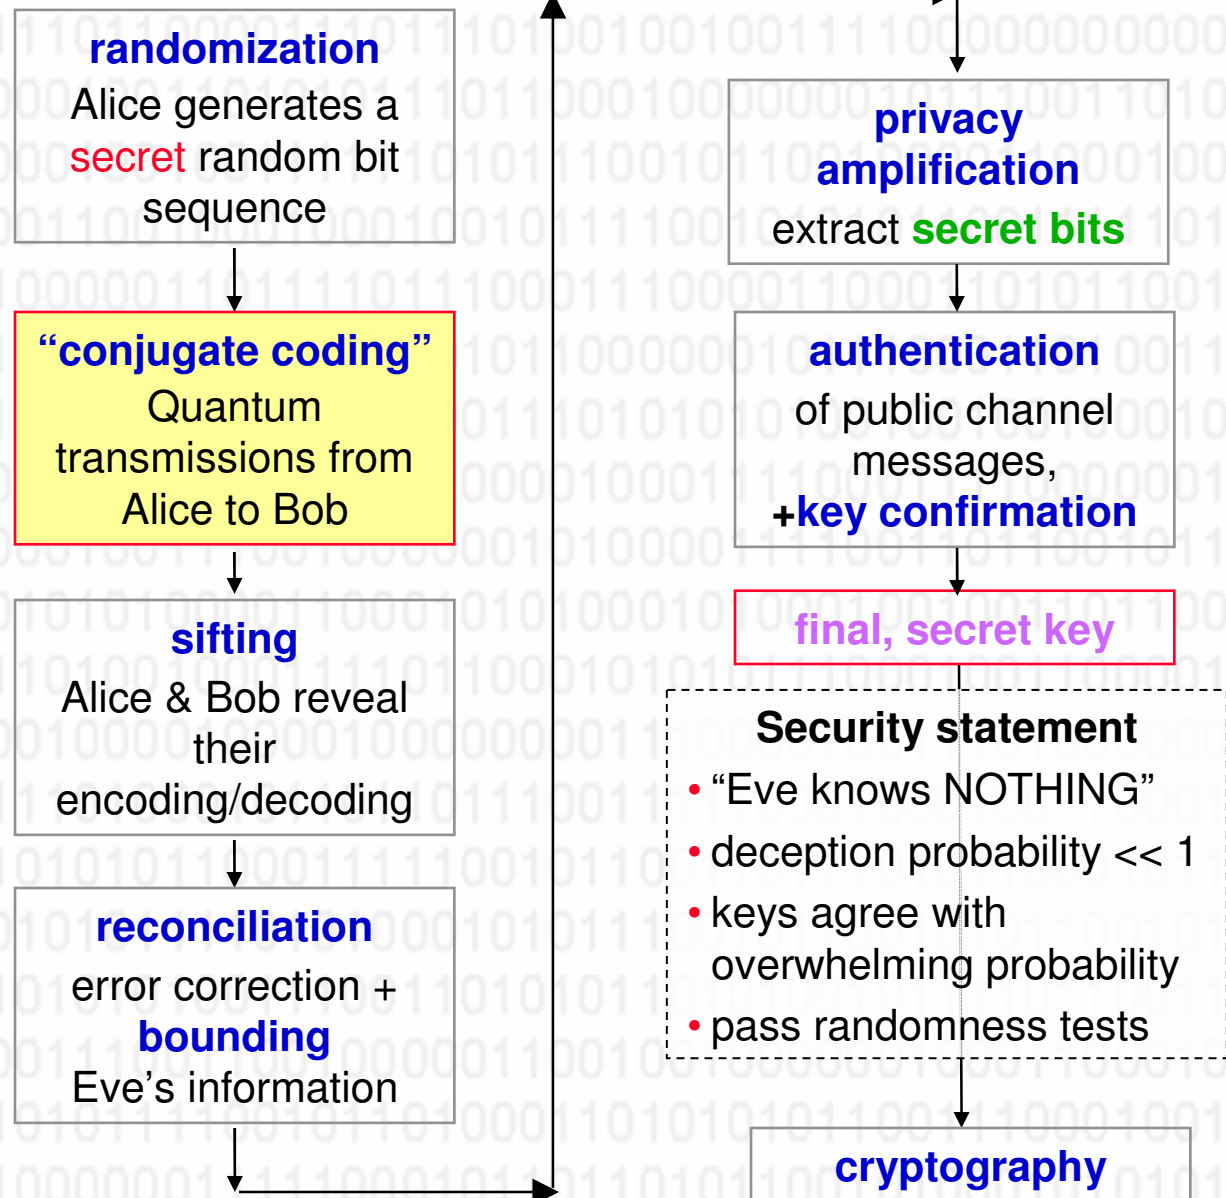 randomization
Alice generates a
secret random bit
sequence
“conjugate coding”
Quantum
transmissions from
Alice to Bob
sifting
Alice & Bob reveal
their
encoding/decoding
reconciliation
error correction +
bounding
Eve’s information
privacy
amplification
extract secret bits
authentication
of public channel
messages,
+key confirmation
final, secret key
Security statement
• “Eve knows NOTHING”
• deception probability << 1
• keys agree with
overwhelming probability
• pass randomness tests
cryptography